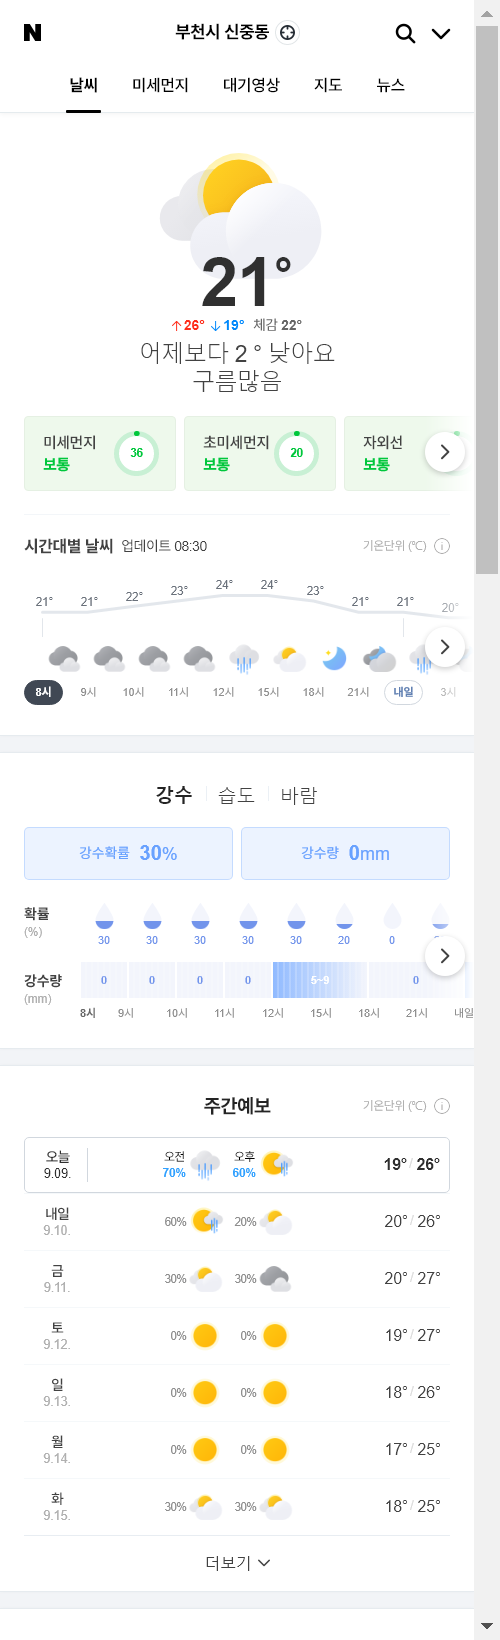 N
부천시 신중동
날씨 미세먼지 대기영상 지도 뉴스
21°
↑26° ↓19° 체감 22°
어제보다 2 ° 낮아요
구름많음
미세먼지 보통 36
초미세먼지 보통 20
자외선 보통
시간대별 날씨 업데이트 08:30 기온단위 (℃)
21° 21° 22° 23° 24° 24° 23° 21° 21° 20°
8시 9시 10시 11시 12시 15시 18시 21시 내일 3시
강수 습도 바람
강수확률 30% 강수량 0mm
확률 (%)
30 30 30 30 30 20 0
강수량 (mm)
0 0 0 0 5~9 0
8시 9시 10시 11시 12시 15시 18시 21시 내일
주간예보 기온단위 (℃)
오늘 9.09. 오전 70% 오후 60% 19° / 26°
내일 9.10. 60% 20% 20° / 26°
금 9.11. 30% 30% 20° / 27°
토 9.12. 0% 0% 19° / 27°
일 9.13. 0% 0% 18° / 26°
월 9.14. 0% 0% 17° / 25°
화 9.15. 30% 30% 18° / 25°
더보기